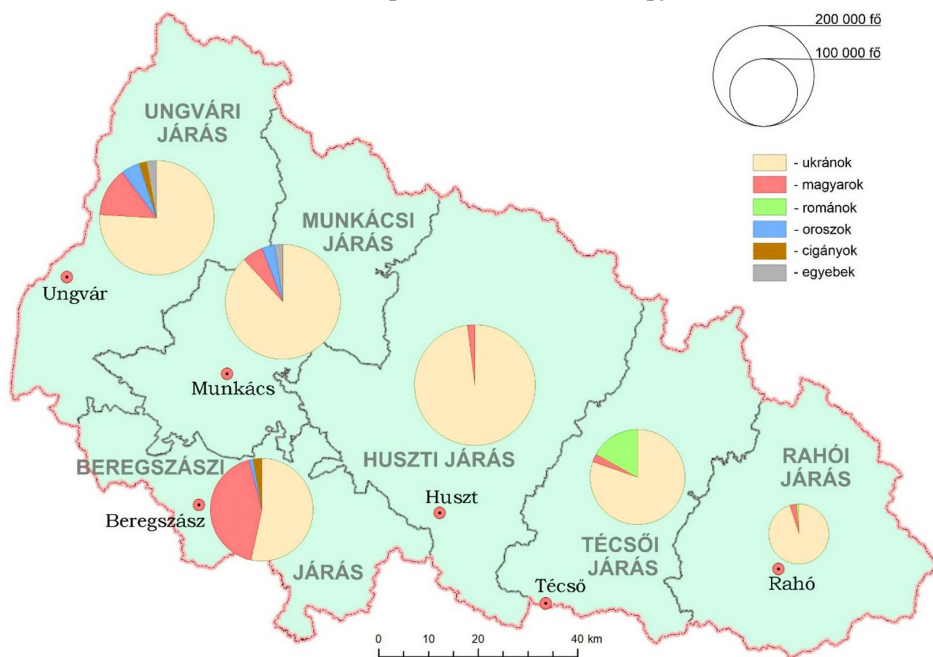 200 000 fő
100 000 fő
- ukránok
- magyarok
- románok
- oroszok
- cigányok
- egyebek
UNGVÁRI
JÁRÁS
MUNKÁCSI
JÁRÁS
Ungvár
Munkács
BEREGSZÁSZI
JÁRÁS
Beregszász
HUSZTI JÁRÁS
Huszt
TÉCSŐI
JÁRÁS
Técső
RAHÓI
JÁRÁS
Rahó
0 10 20 40 km